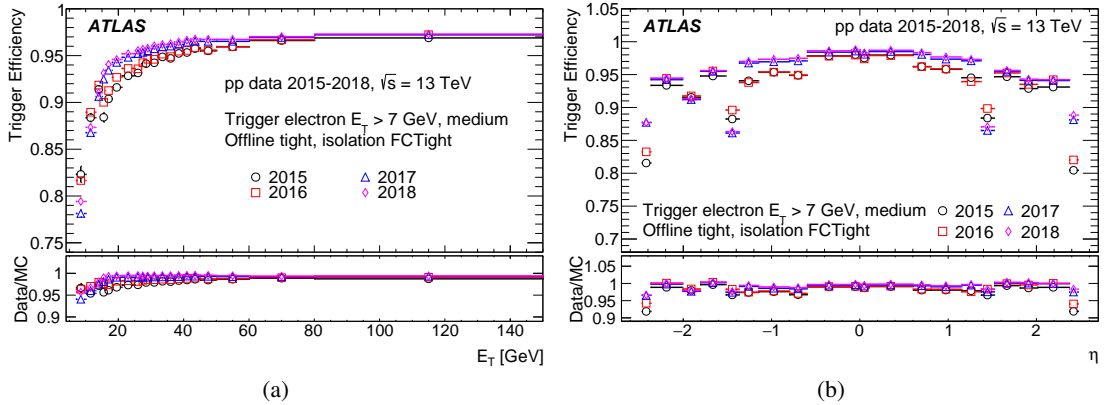 ATLAS
pp data 2015-2018, √s = 13 TeV
Trigger electron E_T > 7 GeV, medium
Offline tight, isolation FCTight
2015 2017
2016 2018
Trigger Efficiency
1
0.95
0.9
0.85
0.8
0.75
Data/MC
1
0.95
0.9
20 40 60 80 100 120 140
E_T [GeV]
(a)
ATLAS pp data 2015-2018, √s = 13 TeV
Trigger electron E_T > 7 GeV, medium
Offline tight, isolation FCTight
2015 2017
2016 2018
Trigger Efficiency
1.05
1
0.95
0.9
0.85
0.8
0.75
0.7
Data/MC
1.05
1
0.95
0.9
−2 −1 0 1 2
η
(b)